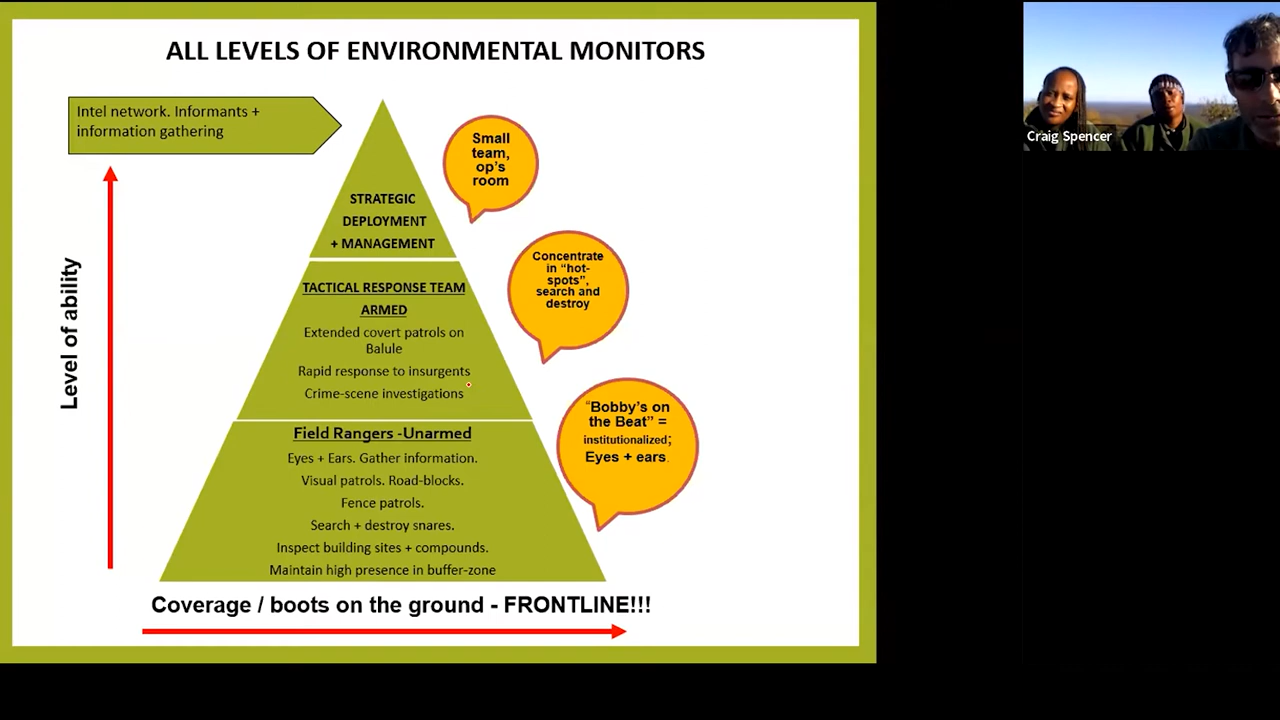 ALL LEVELS OF ENVIRONMENTAL MONITORS
Intel network. Informants +
information gathering
Level of ability
STRATEGIC
DEPLOYMENT
+ MANAGEMENT
Small
team,
op's
room
TACTICAL RESPONSE TEAM
ARMED
Extended covert patrols on
Balule
Rapid response to insurgents
Crime-scene investigations
Concentrate
in “hot-
spots”,
search and
destroy
Field Rangers -Unarmed
Eyes + Ears. Gather information.
Visual patrols. Road-blocks.
Fence patrols.
Search + destroy snares.
Inspect building sites + compounds.
Maintain high presence in buffer-zone
“Bobby’s on
the Beat” =
institutionalized;
Eyes + ears.
Coverage / boots on the ground - FRONTLINE!!!
Craig Spencer